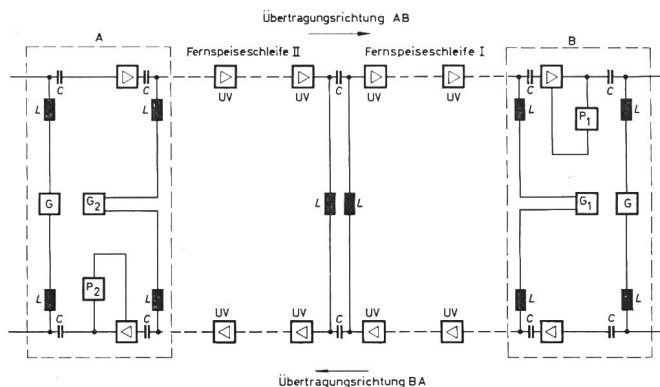 Übertragungsrichtung AB
A
Fernspeiseschleife II
Fernspeiseschleife I
B
C C UV UV C UV UV C C
L L L L
P1
G G2 L L G1 G
P2
L L L L
UV UV UV UV
C C C C C
Übertragungsrichtung BA